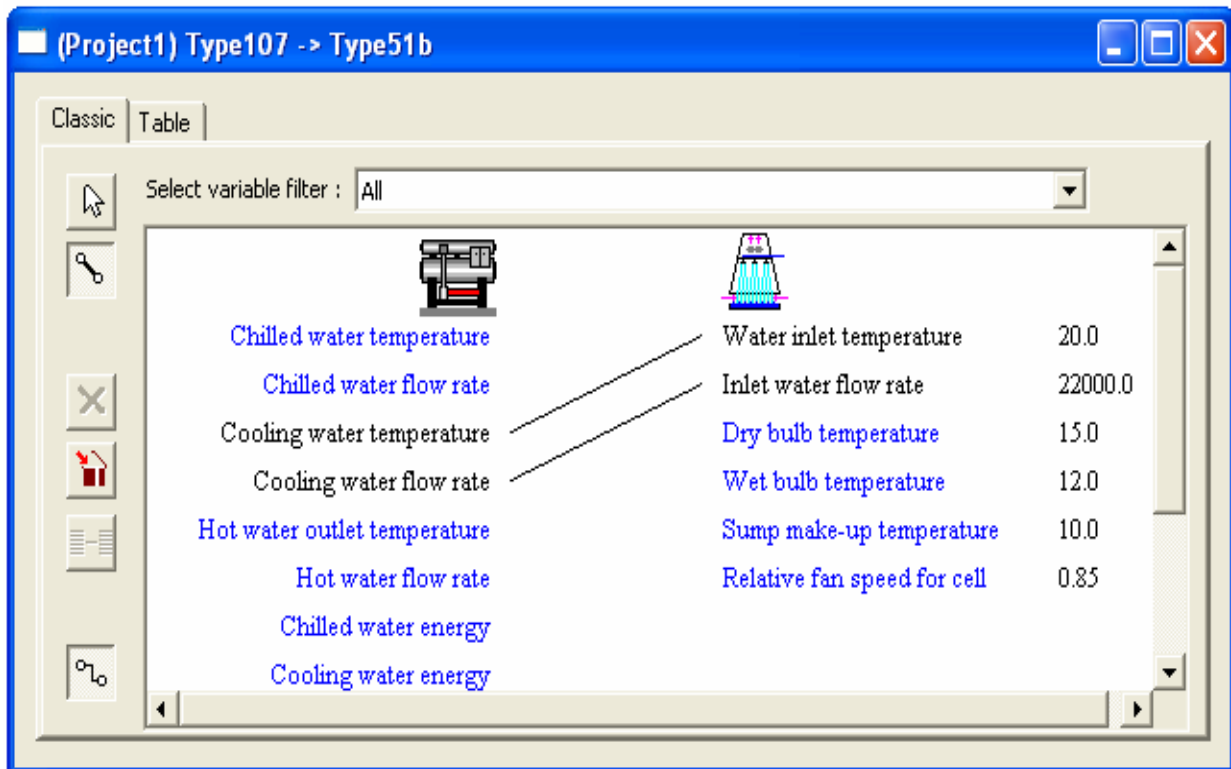 (Project1) Type107 -> Type51b
Classic Table
Select variable filter : All
Chilled water temperature Water inlet temperature 20.0
Chilled water flow rate Inlet water flow rate 22000.0
Cooling water temperature Dry bulb temperature 15.0
Cooling water flow rate Wet bulb temperature 12.0
Hot water outlet temperature Sump make-up temperature 10.0
Hot water flow rate Relative fan speed for cell 0.85
Chilled water energy
Cooling water energy